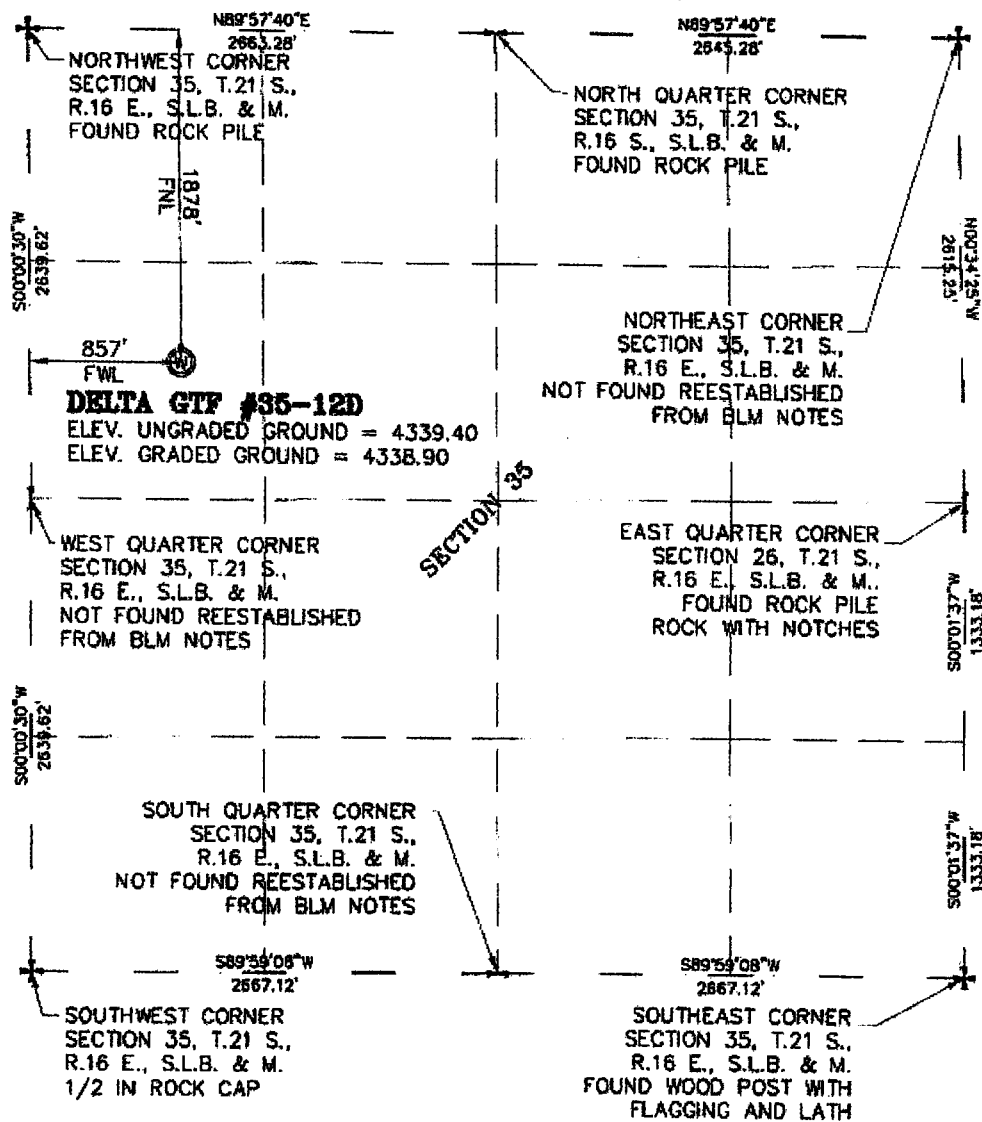 N89°57'40"E
2663.28'
N89°57'40"E
2643.28'
NORTHWEST CORNER
SECTION 35, T.21 S.,
R.16 E., S.L.B. & M.
FOUND ROCK PILE
NORTH QUARTER CORNER
SECTION 35, T.21 S.,
R.16 S., S.L.B. & M.
FOUND ROCK PILE
1878'
FNL
S00°00'30"W
2639.62'
N00°34'25"W
2615.25'
NORTHEAST CORNER
SECTION 35, T.21 S.,
R.16 E., S.L.B. & M.
NOT FOUND REESTABLISHED
FROM BLM NOTES
857'
FWL
W
DELTA GTF #35-12D
ELEV. UNGRADED GROUND = 4339.40
ELEV. GRADED GROUND = 4338.90
SECTION 35
WEST QUARTER CORNER
SECTION 35, T.21 S.,
R.16 E., S.L.B. & M.
NOT FOUND REESTABLISHED
FROM BLM NOTES
EAST QUARTER CORNER
SECTION 26, T.21 S.,
R.16 E., S.L.B. & M..
FOUND ROCK PILE
ROCK WITH NOTCHES
S00°01'37"W
1333.18'
S00°00'30"W
2639.62'
SOUTH QUARTER CORNER
SECTION 35, T.21 S.,
R.16 E., S.L.B. & M.
NOT FOUND REESTABLISHED
FROM BLM NOTES
S00°01'37"W
1333.18'
S89°59'08"W
2667.12'
S89°59'08"W
2667.12'
SOUTHWEST CORNER
SECTION 35, T.21 S.,
R.16 E., S.L.B. & M.
1/2 IN ROCK CAP
SOUTHEAST CORNER
SECTION 35, T.21 S.,
R.16 E., S.L.B. & M.
FOUND WOOD POST WITH
FLAGGING AND LATH